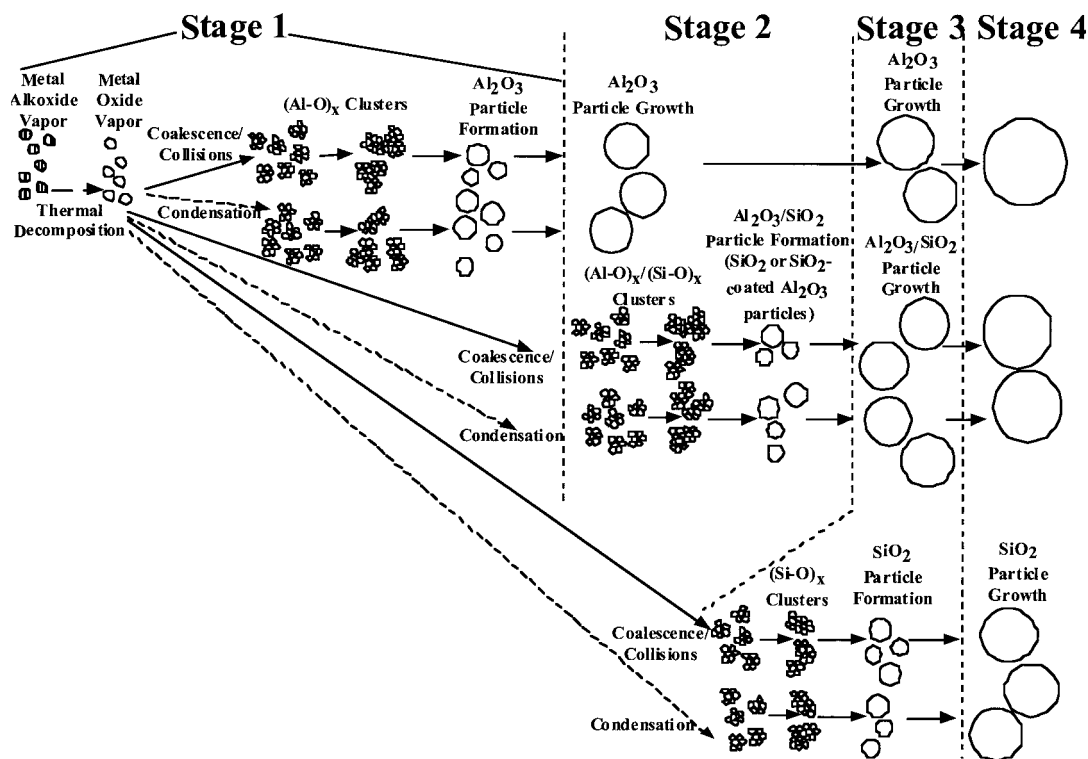 Stage 1
Stage 2
Stage 3
Stage 4
Metal
Alkoxide
Vapor
Metal
Oxide
Vapor
Thermal
Decomposition
Coalescence/
Collisions
Condensation
(Al-O)x Clusters
Al2O3
Particle
Formation
Al2O3
Particle Growth
Al2O3
Particle
Growth
Coalescence/
Collisions
Condensation
(Al-O)x/(Si-O)x
Clusters
Al2O3/SiO2
Particle Formation
(SiO2 or SiO2-
coated Al2O3
particles)
Al2O3/SiO2
Particle
Growth
Coalescence/
Collisions
Condensation
(Si-O)x
Clusters
SiO2
Particle
Formation
SiO2
Particle
Growth